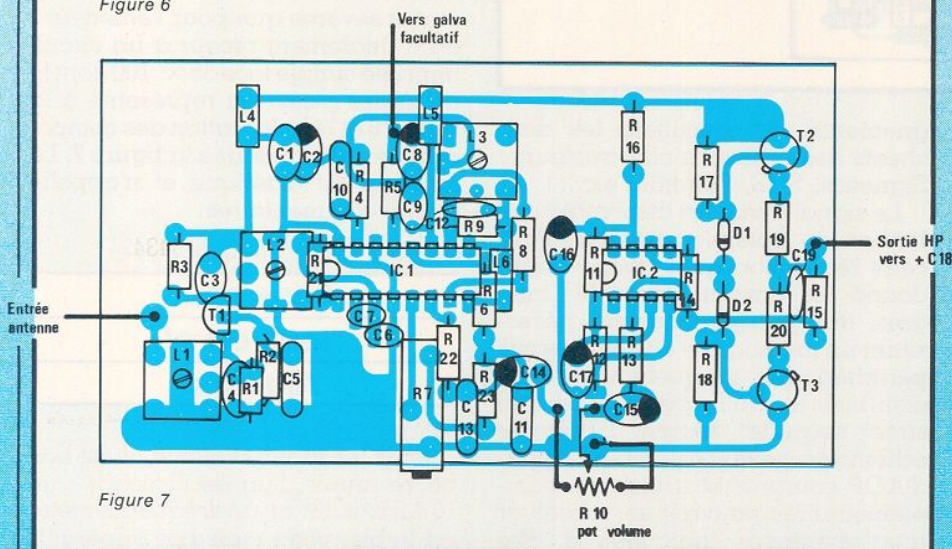 Figure 6
Vers galva
facultatif
L4
L5
C1
C2
C
10
R
4
R5
C8
C9
L3
C12
R9
R
8
R
16
R
17
T2
D1
R
19
C19
Sortie HP
vers + C18
R3
C3
L2
R
21
IC 1
L6
R
6
C16
R
11
IC 2
R
14
D2
R
20
R
15
Entrée
antenne
T1
C7
C6
L1
C
4
R1
R2
C5
R7
R
22
R
23
C
13
C14
C
11
C17
R
12
R
13
C15
R
18
T3
Figure 7
R 10
pot volume